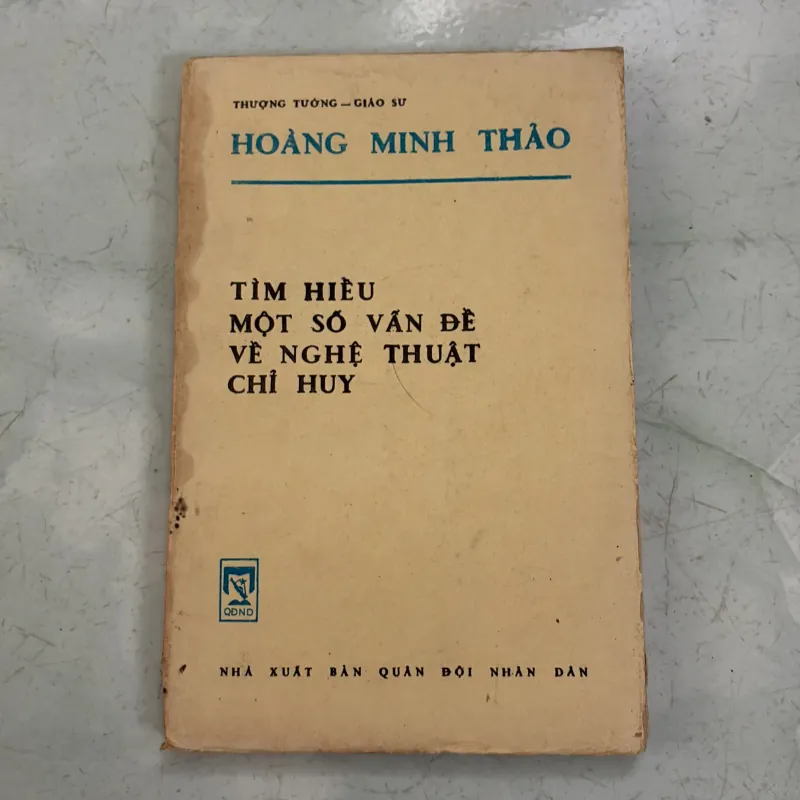 THƯỢNG TƯỚNG — GIÁO SƯ
HOÀNG MINH THẢO
TÌM HIỂU
MỘT SỐ VẤN ĐỀ
VỀ NGHỆ THUẬT
CHỈ HUY
QĐND
NHÀ XUẤT BẢN QUÂN ĐỘI NHÂN DÂN